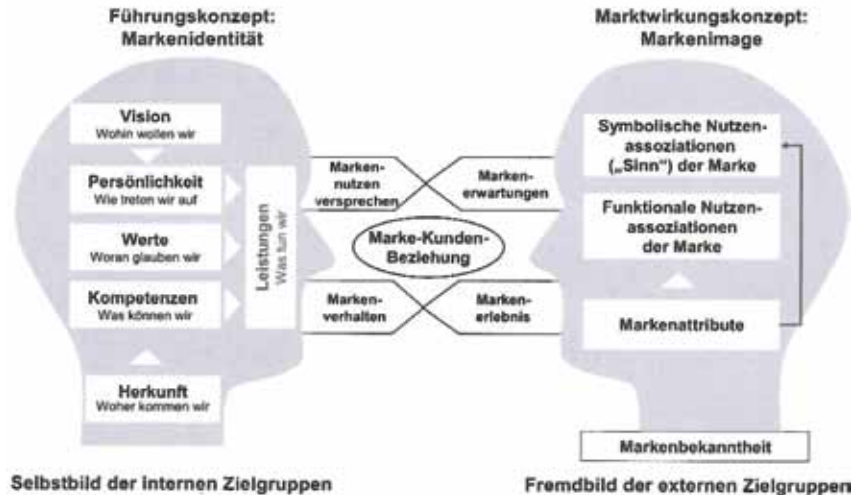 Führungskonzept:
Markenidentität
Marktwirkungskonzept:
Markenimage
Vision
Wohin wollen wir
Persönlichkeit
Wie treten wir auf
Werte
Woran glauben wir
Kompetenzen
Was können wir
Herkunft
Woher kommen wir
Leistungen
Was tun wir
Marken-
nutzen
versprechen
Marken-
erwartungen
Marke-Kunden-
Beziehung
Marken-
verhalten
Marken-
erlebnis
Symbolische Nutzen-
assoziationen
(„Sinn“) der Marke
Funktionale Nutzen-
assoziationen
der Marke
Markenattribute
Markenbekanntheit
Selbstbild der internen Zielgruppen
Fremdbild der externen Zielgruppen